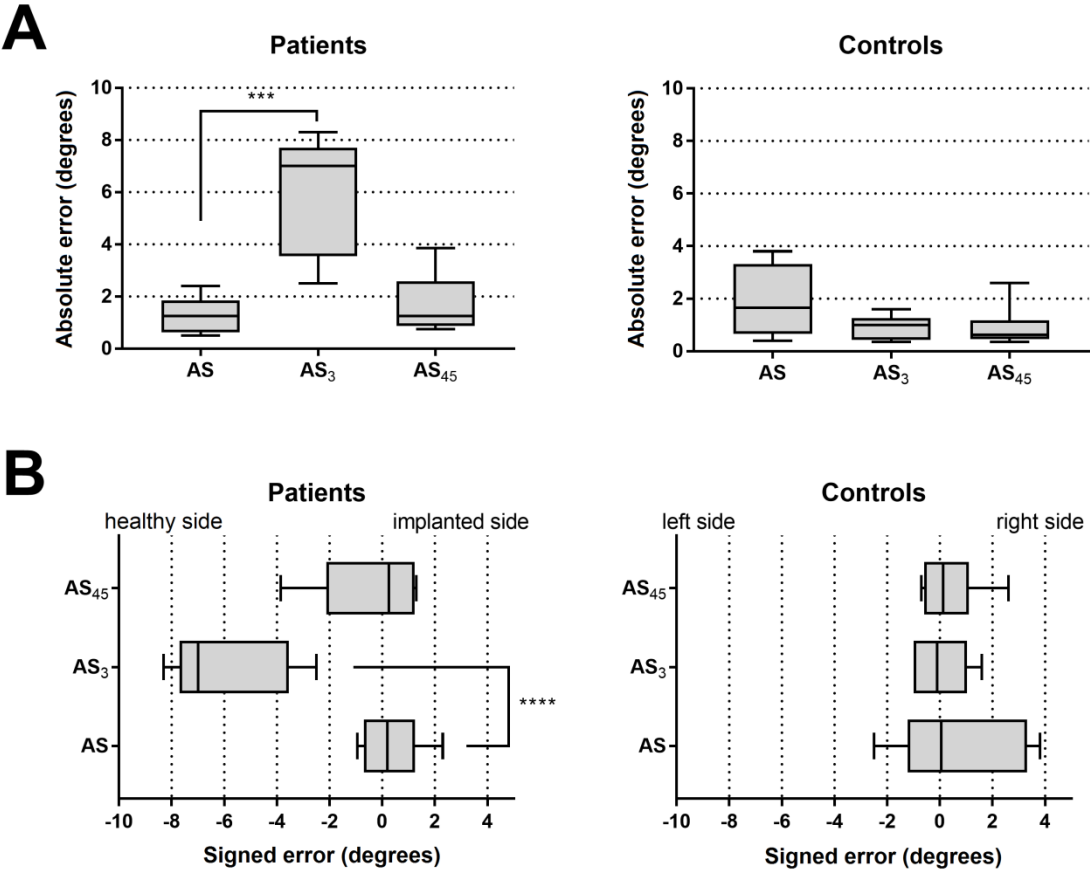 A
Patients
Controls
Absolute error (degrees)
10
8
6
4
2
0
***
AS
AS₃
AS₄₅
Absolute error (degrees)
10
8
6
4
2
0
AS
AS₃
AS₄₅
B
Patients
healthy side
implanted side
AS₄₅
AS₃
AS
****
-10 -8 -6 -4 -2 0 2 4
Signed error (degrees)
Controls
left side
right side
AS₄₅
AS₃
AS
-10 -8 -6 -4 -2 0 2 4
Signed error (degrees)